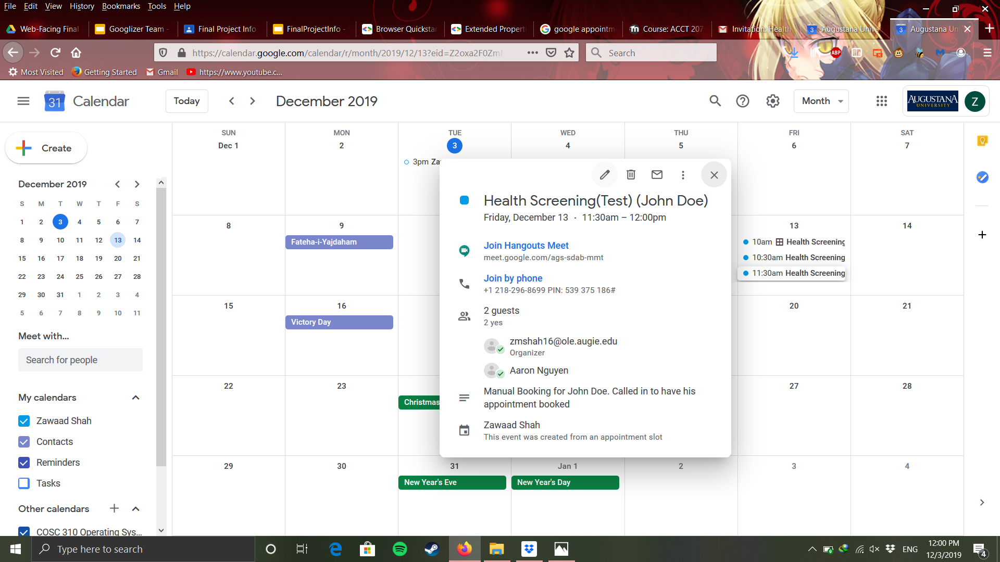 File Edit View History Bookmarks Tools Help
Web-Facing Final
Googlizer Team -
Final Project Info
FinalProjectInfo -
Browser Quickstar
Extended Properti
google appointm
Course: ACCT 207
Invitation: Health
Augustana Unive
Augustana Un
https://calendar.google.com/calendar/r/month/2019/12/13?eid=Z2oxa2F0Zm
Search
ABP
Most Visited Getting Started Gmail https://www.youtube.c...
31 Calendar Today December 2019 Month AUGUSTANA UNIVERSITY Z
Create
December 2019
S M T W T F S
1 2 3 4 5 6 7
8 9 10 11 12 13 14
15 16 17 18 19 20 21
22 23 24 25 26 27 28
29 30 31 1 2 3 4
5 6 7 8 9 10 11
Meet with...
Search for people
My calendars
Zawaad Shah
Contacts
Reminders
Tasks
Other calendars
COSC 310 Operating Sys...
SUN MON TUE WED THU FRI SAT
Dec 1 2 3 4 5 6 7
3pm Za
8 9 13 14
Fateha-i-Yajdaham
10am Health Screening
10:30am Health Screening
11:30am Health Screening
15 16 20 21
Victory Day
22 23 27 28
Christmas
29 30 31 Jan 1 2 3 4
New Year's Eve New Year's Day
Health Screening(Test) (John Doe)
Friday, December 13 · 11:30am – 12:00pm
Join Hangouts Meet
meet.google.com/ags-sdab-mmt
Join by phone
+1 218-296-8699 PIN: 539 375 186#
2 guests
2 yes
zmshah16@ole.augie.edu
Organizer
Aaron Nguyen
Manual Booking for John Doe. Called in to have his
appointment booked
Zawaad Shah
This event was created from an appointment slot
Type here to search
ENG
12:00 PM
12/3/2019
4